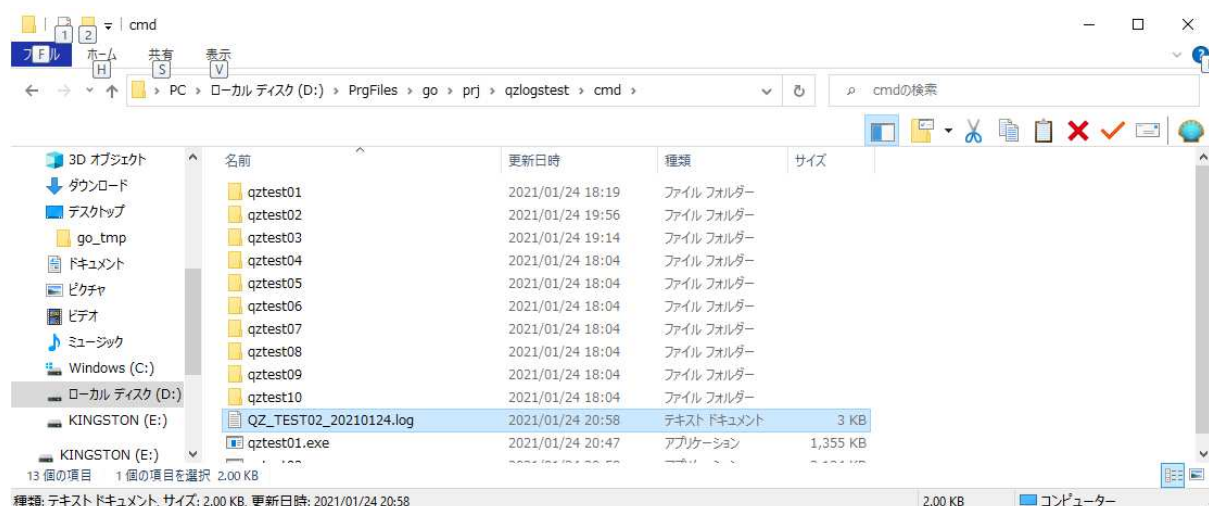 cmd
1 2
ファイル ホーム 共有 表示
F H S V
PC › ローカル ディスク (D:) › PrgFiles › go › prj › qzlogstest › cmd › cmdの検索
3D オブジェクト
ダウンロード
デスクトップ
go_tmp
ドキュメント
ピクチャ
ビデオ
ミュージック
Windows (C:)
ローカル ディスク (D:)
KINGSTON (E:)
KINGSTON (E:)
名前 更新日時 種類 サイズ
qztest01 2021/01/24 18:19 ファイル フォルダー
qztest02 2021/01/24 19:56 ファイル フォルダー
qztest03 2021/01/24 19:14 ファイル フォルダー
qztest04 2021/01/24 18:04 ファイル フォルダー
qztest05 2021/01/24 18:04 ファイル フォルダー
qztest06 2021/01/24 18:04 ファイル フォルダー
qztest07 2021/01/24 18:04 ファイル フォルダー
qztest08 2021/01/24 18:04 ファイル フォルダー
qztest09 2021/01/24 18:04 ファイル フォルダー
qztest10 2021/01/24 18:04 ファイル フォルダー
QZ_TEST02_20210124.log 2021/01/24 20:58 テキスト ドキュメント 3 KB
qztest01.exe 2021/01/24 20:47 アプリケーション 1,355 KB
13 個の項目 1 個の項目を選択 2.00 KB
種類: テキスト ドキュメント, サイズ: 2.00 KB, 更新日時: 2021/01/24 20:58 2.00 KB コンピューター